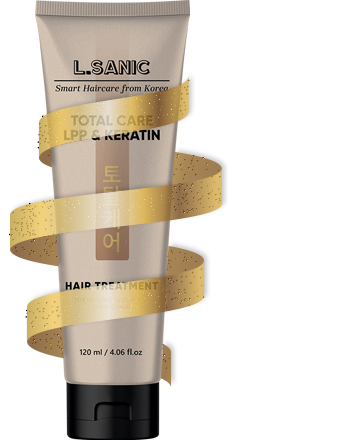 L.SANIC
Smart Haircare from Korea
TOTAL CARE
LPP & KERATIN
토탈케어
HAIR TREATMENT
120 ml / 4.06 fl.oz